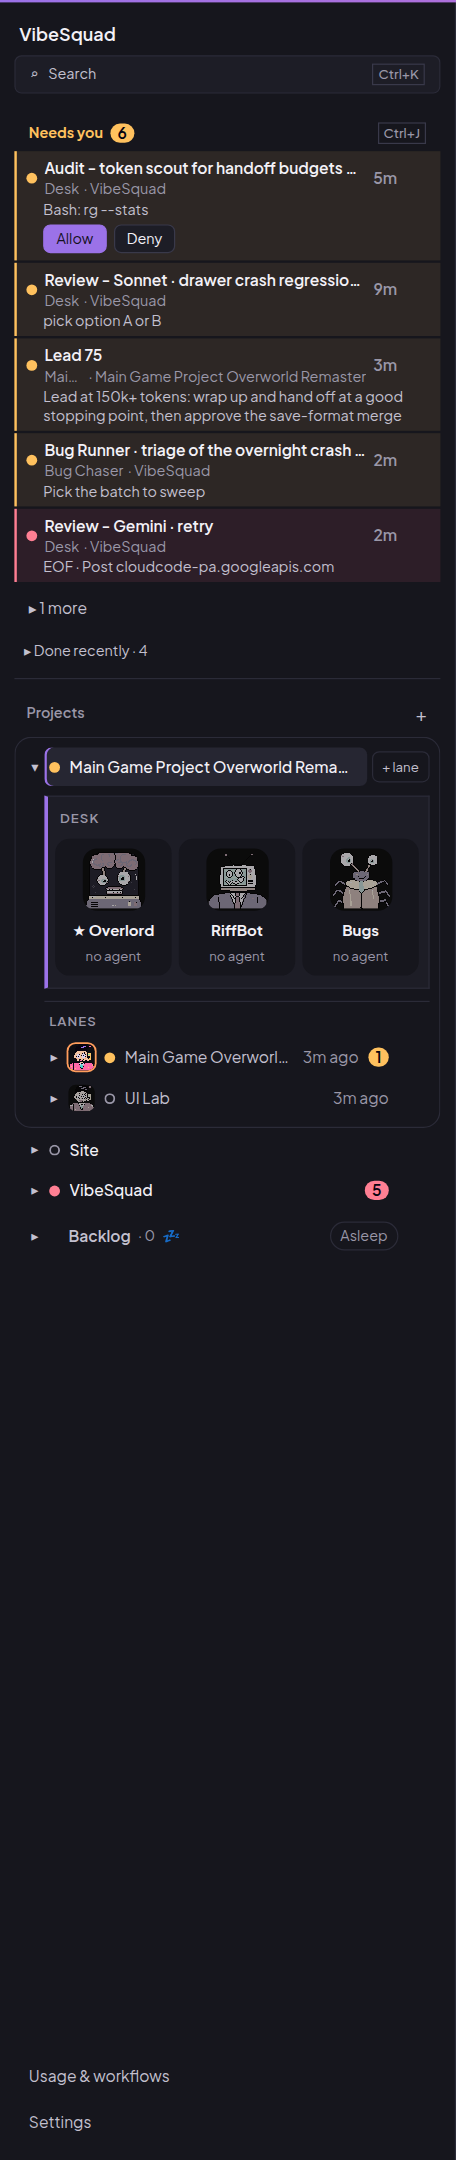 VibeSquad
Search
Ctrl+K
Needs you 6
Ctrl+J
Audit - token scout for handoff budgets …
5m
Desk · VibeSquad
Bash: rg --stats
Allow
Deny
Review - Sonnet · drawer crash regressio…
9m
Desk · VibeSquad
pick option A or B
Lead 75
3m
Mai… · Main Game Project Overworld Remaster
Lead at 150k+ tokens: wrap up and hand off at a good
stopping point, then approve the save-format merge
Bug Runner · triage of the overnight crash …
2m
Bug Chaser · VibeSquad
Pick the batch to sweep
Review - Gemini · retry
2m
Desk · VibeSquad
EOF · Post cloudcode-pa.googleapis.com
▸ 1 more
▸ Done recently · 4
Projects
+
▾ Main Game Project Overworld Rema…
+ lane
DESK
★ Overlord
no agent
RiffBot
no agent
Bugs
no agent
LANES
▸ Main Game Overworl… 3m ago 1
▸ UI Lab 3m ago
▸ Site
▸ VibeSquad 5
▸ Backlog · 0 💤 Asleep
Usage & workflows
Settings